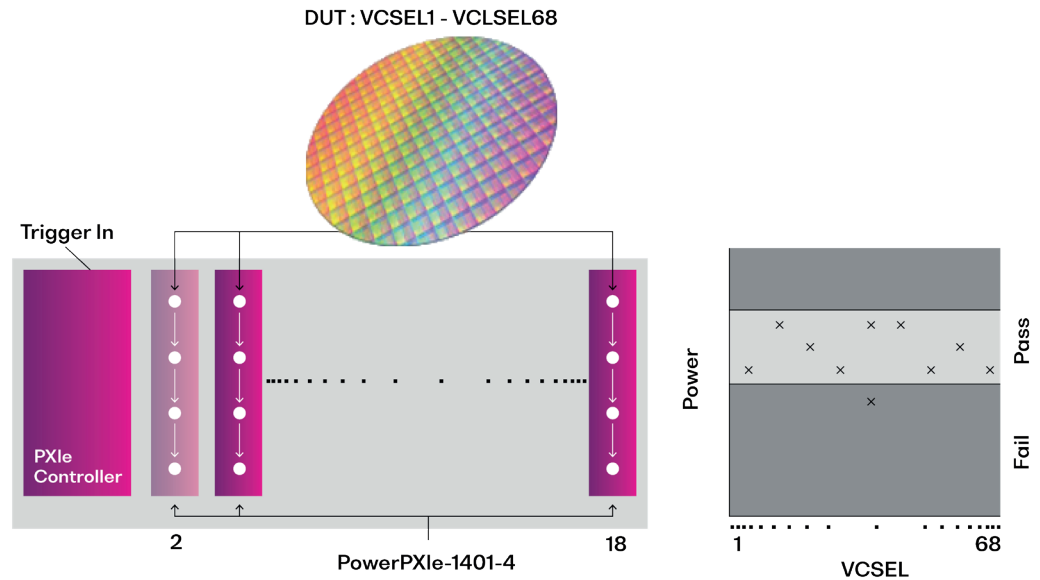 DUT : VCSEL1 - VCLSEL68
Trigger In
PXIe
Controller
2
18
PowerPXIe-1401-4
Power
Pass
Fail
1
68
VCSEL